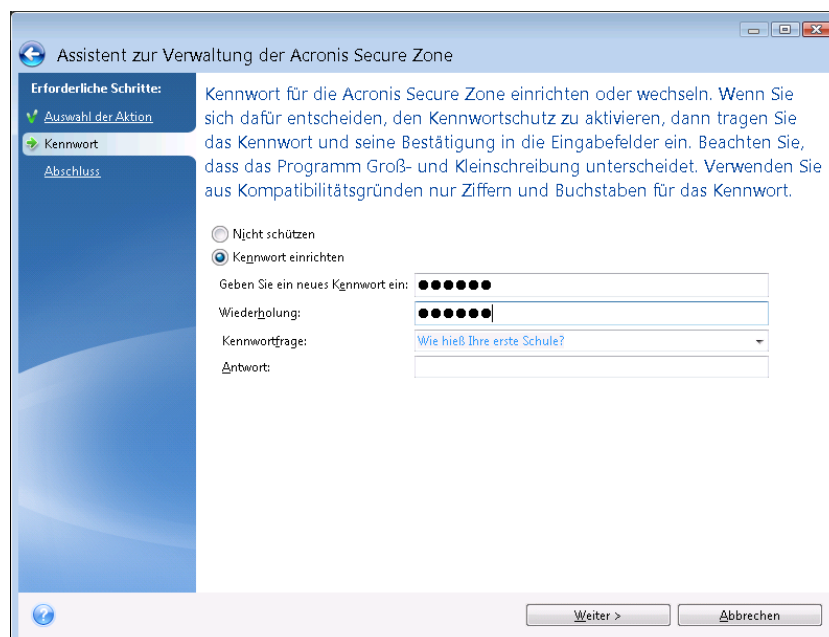 Assistent zur Verwaltung der Acronis Secure Zone
Erforderliche Schritte:
Auswahl der Aktion
Kennwort
Abschluss
Kennwort für die Acronis Secure Zone einrichten oder wechseln. Wenn Sie
sich dafür entscheiden, den Kennwortschutz zu aktivieren, dann tragen Sie
das Kennwort und seine Bestätigung in die Eingabefelder ein. Beachten Sie,
dass das Programm Groß- und Kleinschreibung unterscheidet. Verwenden Sie
aus Kompatibilitätsgründen nur Ziffern und Buchstaben für das Kennwort.
Nicht schützen
Kennwort einrichten
Geben Sie ein neues Kennwort ein: ●●●●●●
Wiederholung: ●●●●●●
Kennwortfrage: Wie hieß Ihre erste Schule?
Antwort:
Weiter > Abbrechen